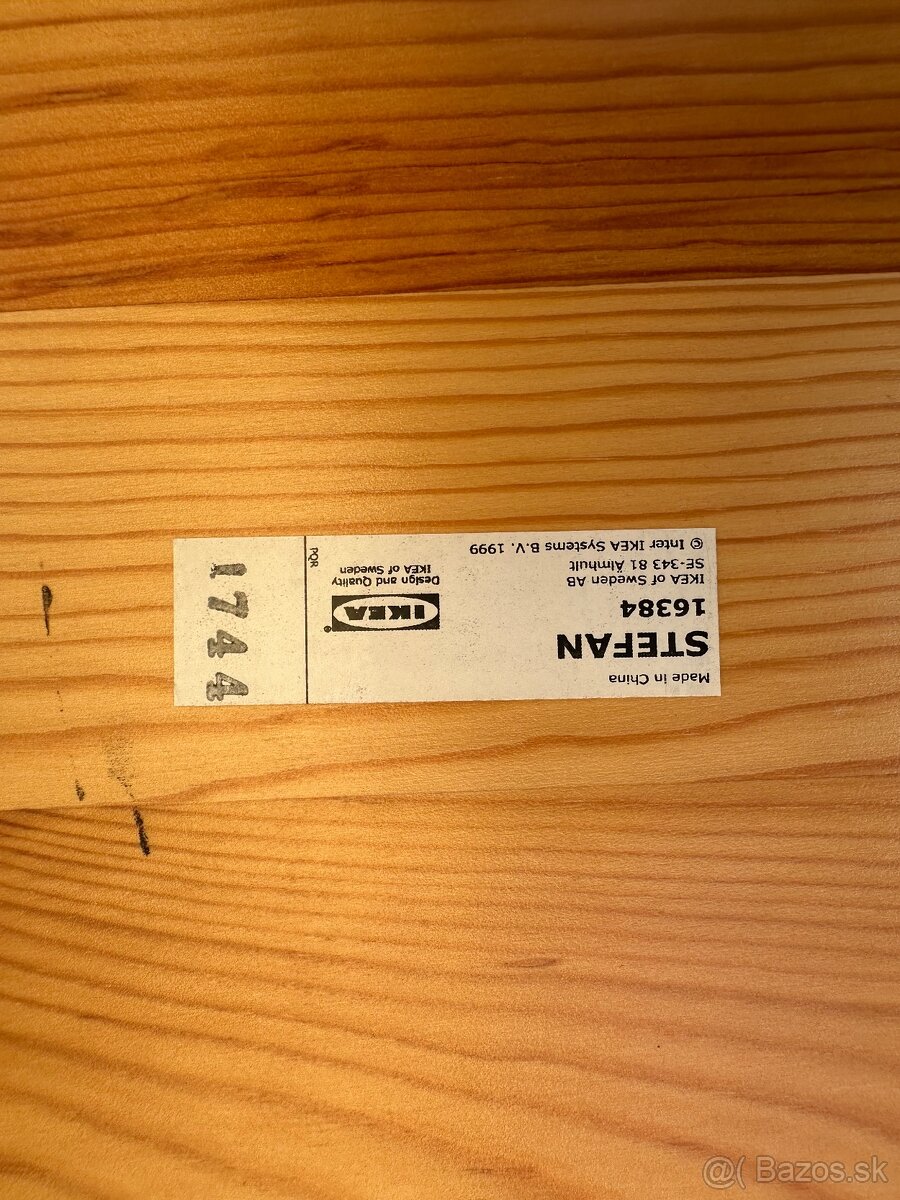 Made in China
STEFAN
16384
IKEA of Sweden AB
SE-343 81 Älmhult
© Inter IKEA Systems B.V. 1999
IKEA®
Design and Quality
IKEA of Sweden
PQR
1744
@( Bazos.sk